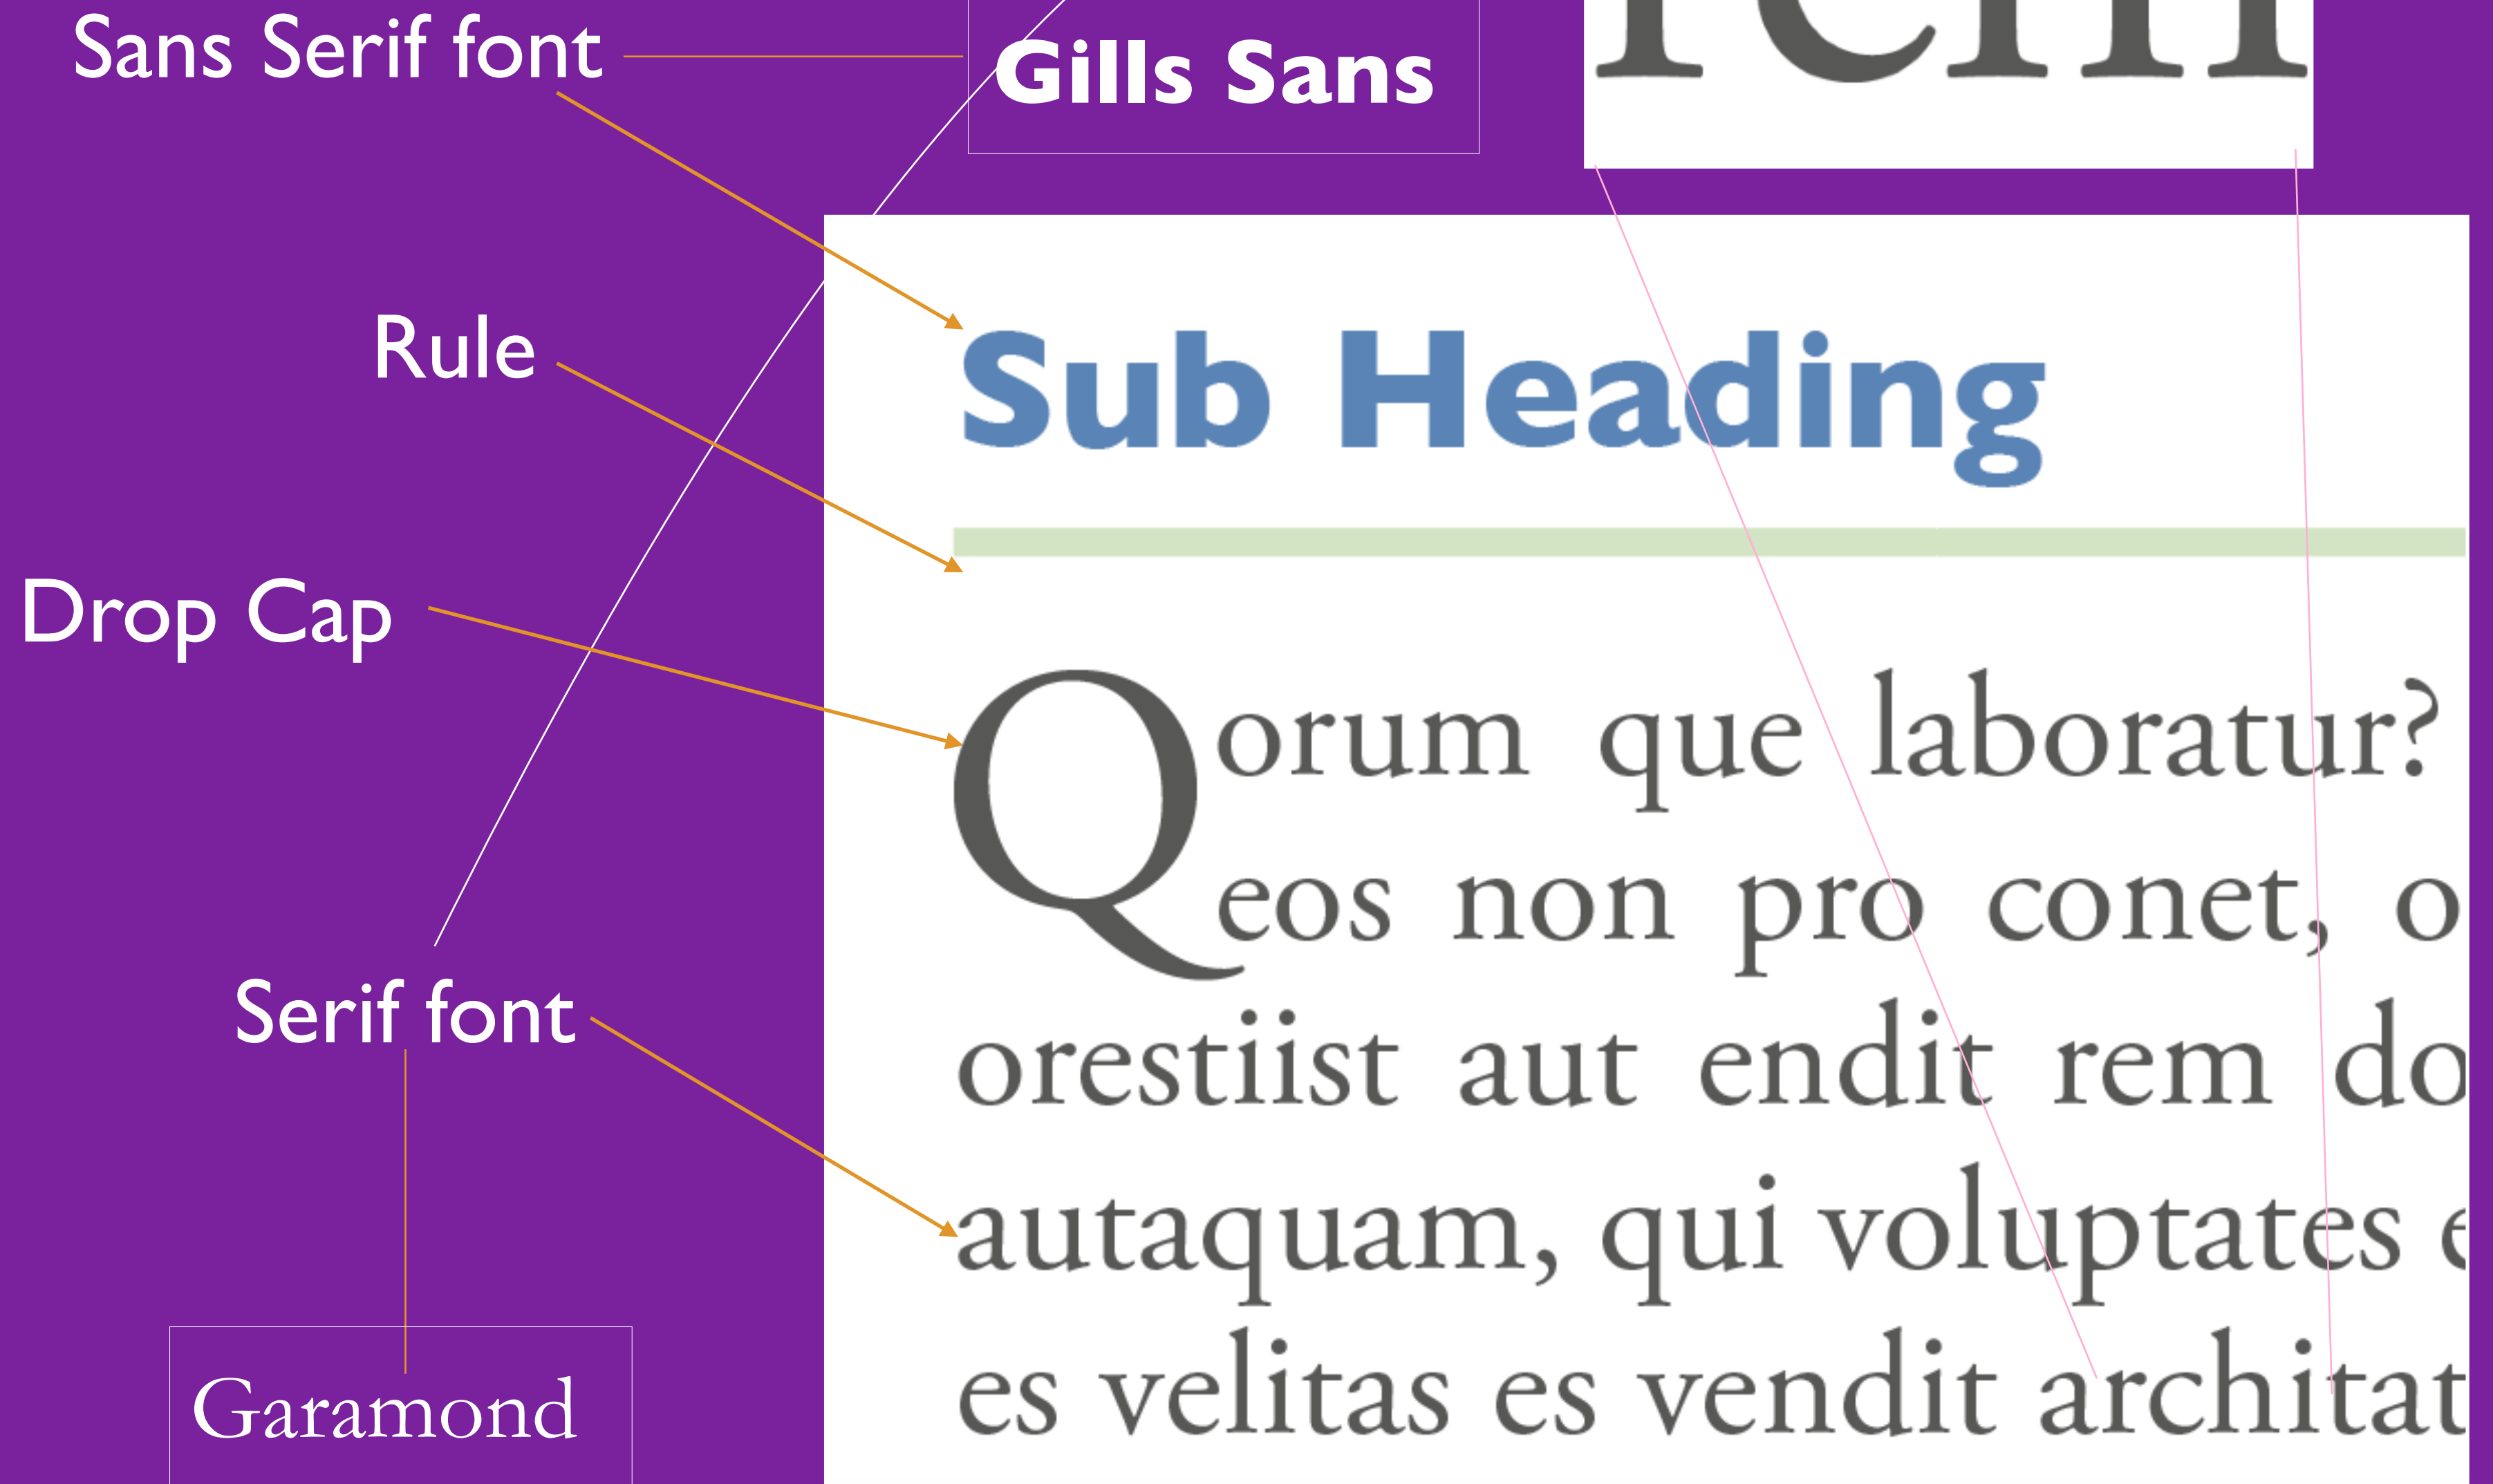 Sans Serif font
Gills Sans
Rule
Drop Cap
Serif font
Garamond
Sub Heading
Qorum que laboratur?
eos non pro conet, o
orestiist aut endit rem do
autaquam, qui voluptates e
es velitas es vendit architat